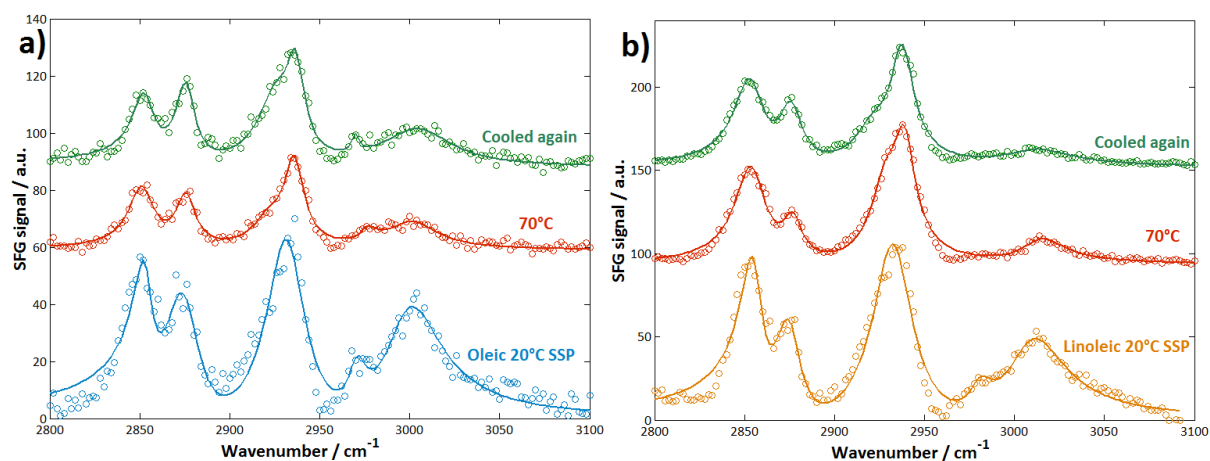 a)
140
120
100
80
60
40
20
0
SFG signal / a.u.
Cooled again
70°C
Oleic 20°C SSP
2800 2850 2900 2950 3000 3050 3100
Wavenumber / cm-1
b)
200
150
100
50
0
SFG signal / a.u.
Cooled again
70°C
Linoleic 20°C SSP
2800 2850 2900 2950 3000 3050 3100
Wavenumber / cm-1